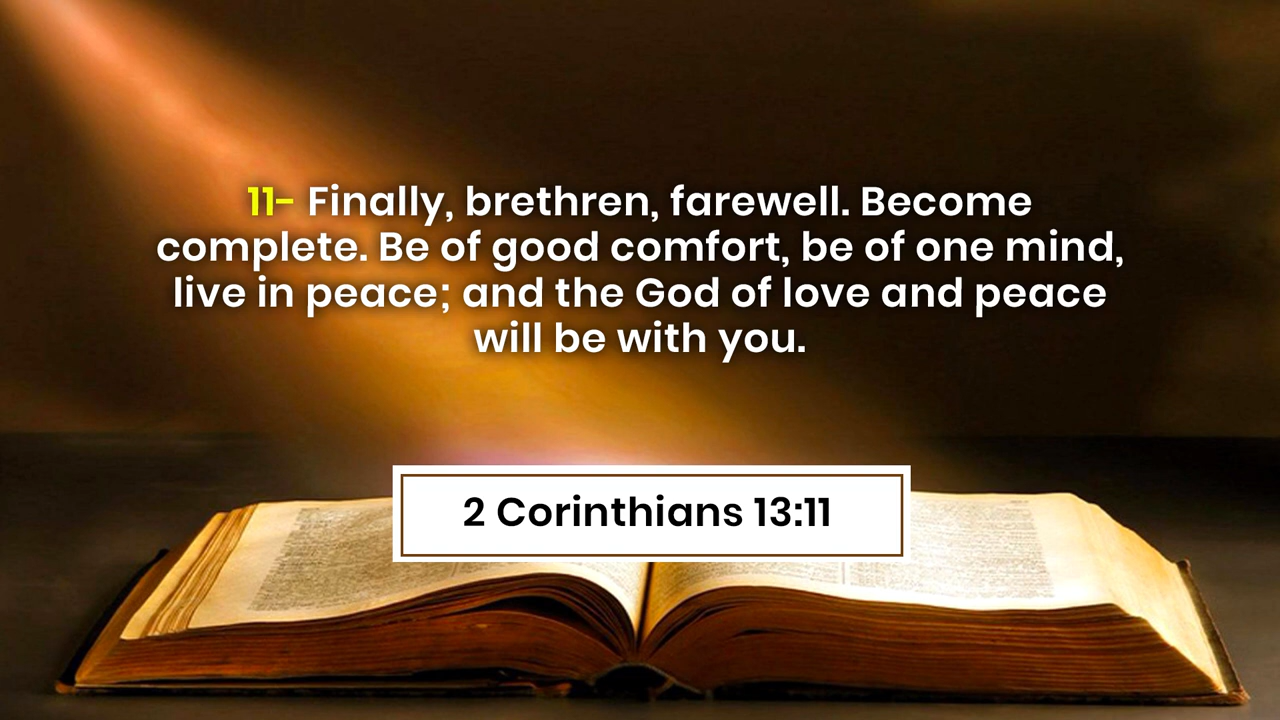 11- Finally, brethren, farewell. Become
complete. Be of good comfort, be of one mind,
live in peace; and the God of love and peace
will be with you.
2 Corinthians 13:11